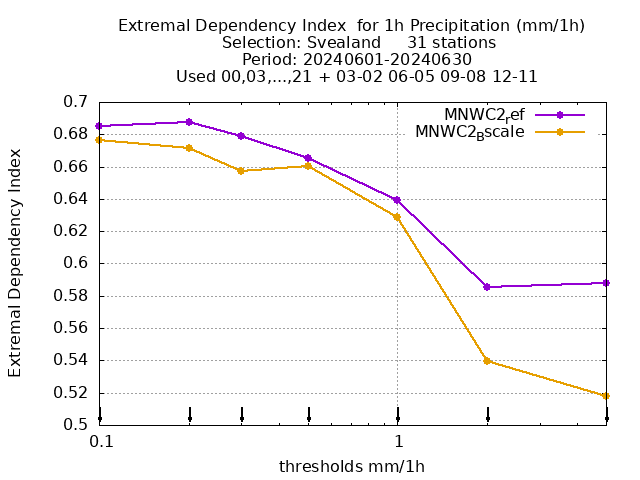 Extremal Dependency Index  for 1h Precipitation (mm/1h)
Selection: Svealand     31 stations
Period: 20240601-20240630
Used 00,03,...,21 + 03-02 06-05 09-08 12-11
MNWC2ref
MNWC2Bscale
Extremal Dependency Index
0.7
0.68
0.66
0.64
0.62
0.6
0.58
0.56
0.54
0.52
0.5
0.1
1
thresholds mm/1h